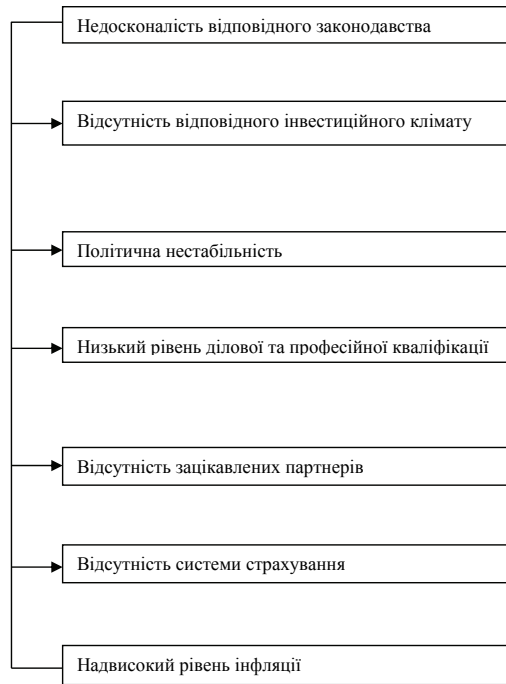 Недосконалість відповідного законодавства
Відсутність відповідного інвестиційного клімату
Політична нестабільність
Низький рівень ділової та професійної кваліфікації
Відсутність зацікавлених партнерів
Відсутність системи страхування
Надвисокий рівень інфляції